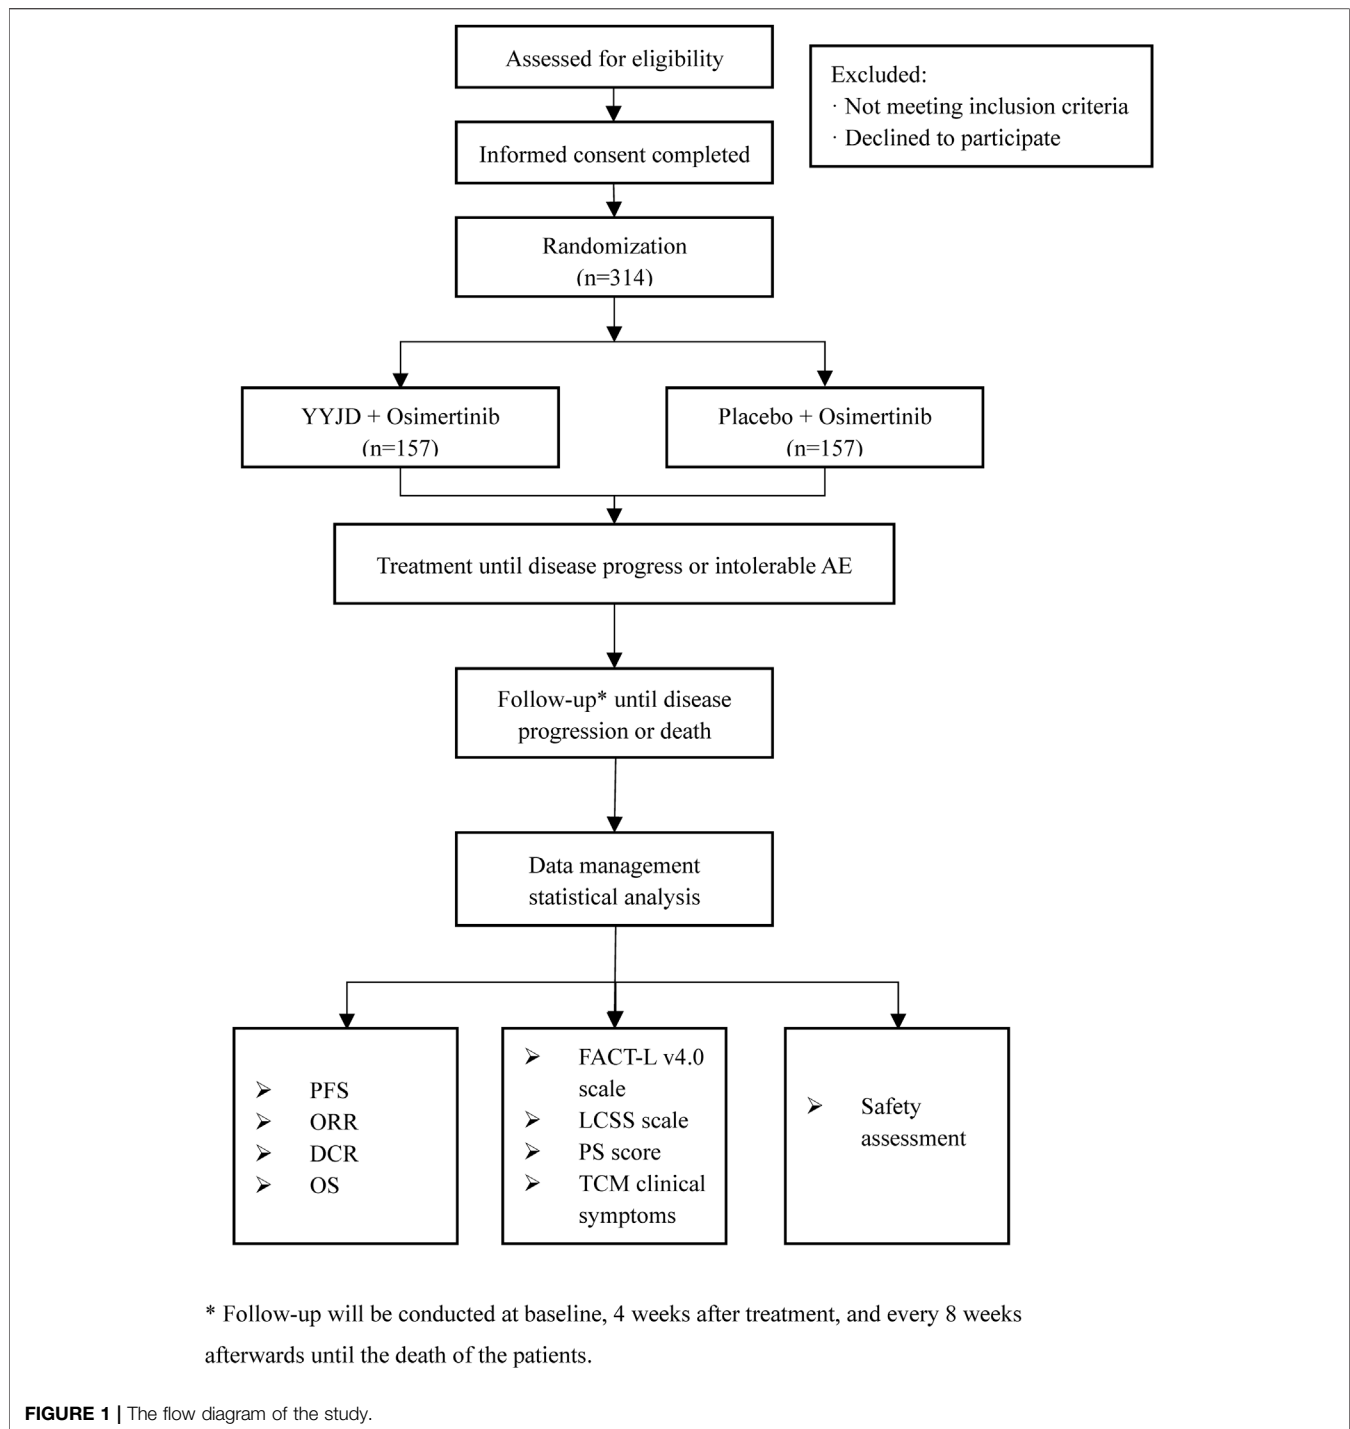 Assessed for eligibility
Excluded:
· Not meeting inclusion criteria
· Declined to participate
Informed consent completed
Randomization
(n=314)
YYJD + Osimertinib
(n=157)
Placebo + Osimertinib
(n=157)
Treatment until disease progress or intolerable AE
Follow-up* until disease
progression or death
Data management
statistical analysis
➢ PFS
➢ ORR
➢ DCR
➢ OS
➢ FACT-L v4.0
scale
➢ LCSS scale
➢ PS score
➢ TCM clinical
symptoms
➢ Safety
assessment
* Follow-up will be conducted at baseline, 4 weeks after treatment, and every 8 weeks
afterwards until the death of the patients.
FIGURE 1 | The flow diagram of the study.